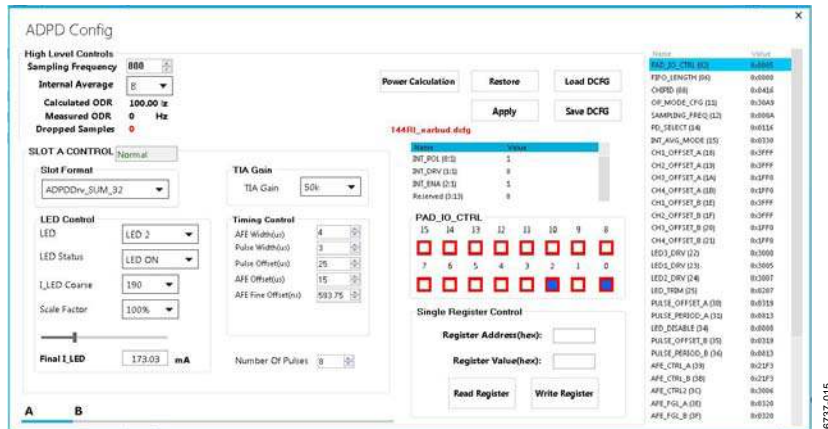 ADPD Config
x
High Level Controls
Sampling Frequency 800
Internal Average 8
Calculated ODR 100.00 Hz
Measured ODR 0 Hz
Dropped Samples 0
Power Calculation Restore Load DCFG
Apply Save DCFG
144RI_earbud.dcfg
SLOT A CONTROL Normal
Slot Format
ADPDDrv_SUM_32
TIA Gain
TIA Gain 50k
LED Control
LED LED 2
LED Status LED ON
I_LED Coarse 190
Scale Factor 100%
Final I_LED 173.03 mA
Timing Control
AFE Width(us) 4
Pulse Width(us) 3
Pulse Offset(us) 25
AFE Offset(us) 15
AFE Fine Offset(ns) 593.75
Number Of Pulses 8
A B
Name Value
INT_POL (0:1) 1
INT_DRV (1:1) 0
INT_ENA (2:1) 1
Reserved (3:13) 0
PAD_IO_CTRL
15 14 13 12 11 10 9 8
7 6 5 4 3 2 1 0
Single Register Control
Register Address(hex):
Register Value(hex):
Read Register Write Register
Name Value
PAD_IO_CTRL (02) 0x0005
FIFO_LENGTH (06) 0x0000
CHIPID (08) 0x0416
OP_MODE_CFG (11) 0x30A9
SAMPLING_FREQ (12) 0x000A
PD_SELECT (14) 0x0116
INT_AVG_MODE (15) 0x0330
CH1_OFFSET_A (18) 0x3FFF
CH2_OFFSET_A (19) 0x3FFF
CH3_OFFSET_A (1A) 0x1FF0
CH4_OFFSET_A (1B) 0x1FF0
CH1_OFFSET_B (1E) 0x3FFF
CH2_OFFSET_B (1F) 0x3FFF
CH3_OFFSET_B (20) 0x1FF0
CH4_OFFSET_B (21) 0x1FF0
LED3_DRV (22) 0x3000
LED1_DRV (23) 0x3005
LED2_DRV (24) 0x3007
LED_TRIM (25) 0x0207
PULSE_OFFSET_A (30) 0x0319
PULSE_PERIOD_A (31) 0x0813
LED_DISABLE (34) 0x0000
PULSE_OFFSET_B (35) 0x0319
PULSE_PERIOD_B (36) 0x0813
AFE_CTRL_A (39) 0x21F3
AFE_CTRL_B (3B) 0x21F3
AFE_CTRL2 (3C) 0x3006
AFE_FGL_A (3E) 0x0320
AFE_FGL_B (3F) 0x0320